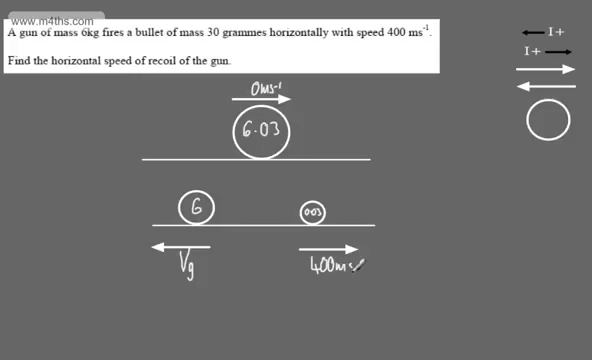 www.m4ths.com
A gun of mass 6kg fires a bullet of mass 30 grammes horizontally with speed 400 ms⁻¹.
Find the horizontal speed of recoil of the gun.
I+
I+
0ms⁻¹
6.03
6
0.03
Vg
400ms